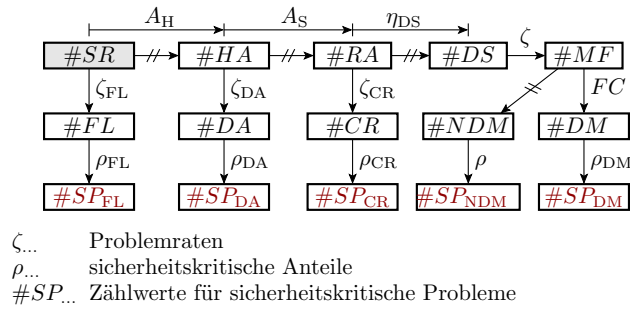 A_H A_S η_DS
#SR #HA #RA #DS ζ #MF
ζ_FL ζ_DA ζ_CR FC
#FL #DA #CR #NDM #DM
ρ_FL ρ_DA ρ_CR ρ ρ_DM
#SP_FL #SP_DA #SP_CR #SP_NDM #SP_DM
ζ... Problemraten
ρ... sicherheitskritische Anteile
#SP... Zählwerte für sicherheitskritische Probleme